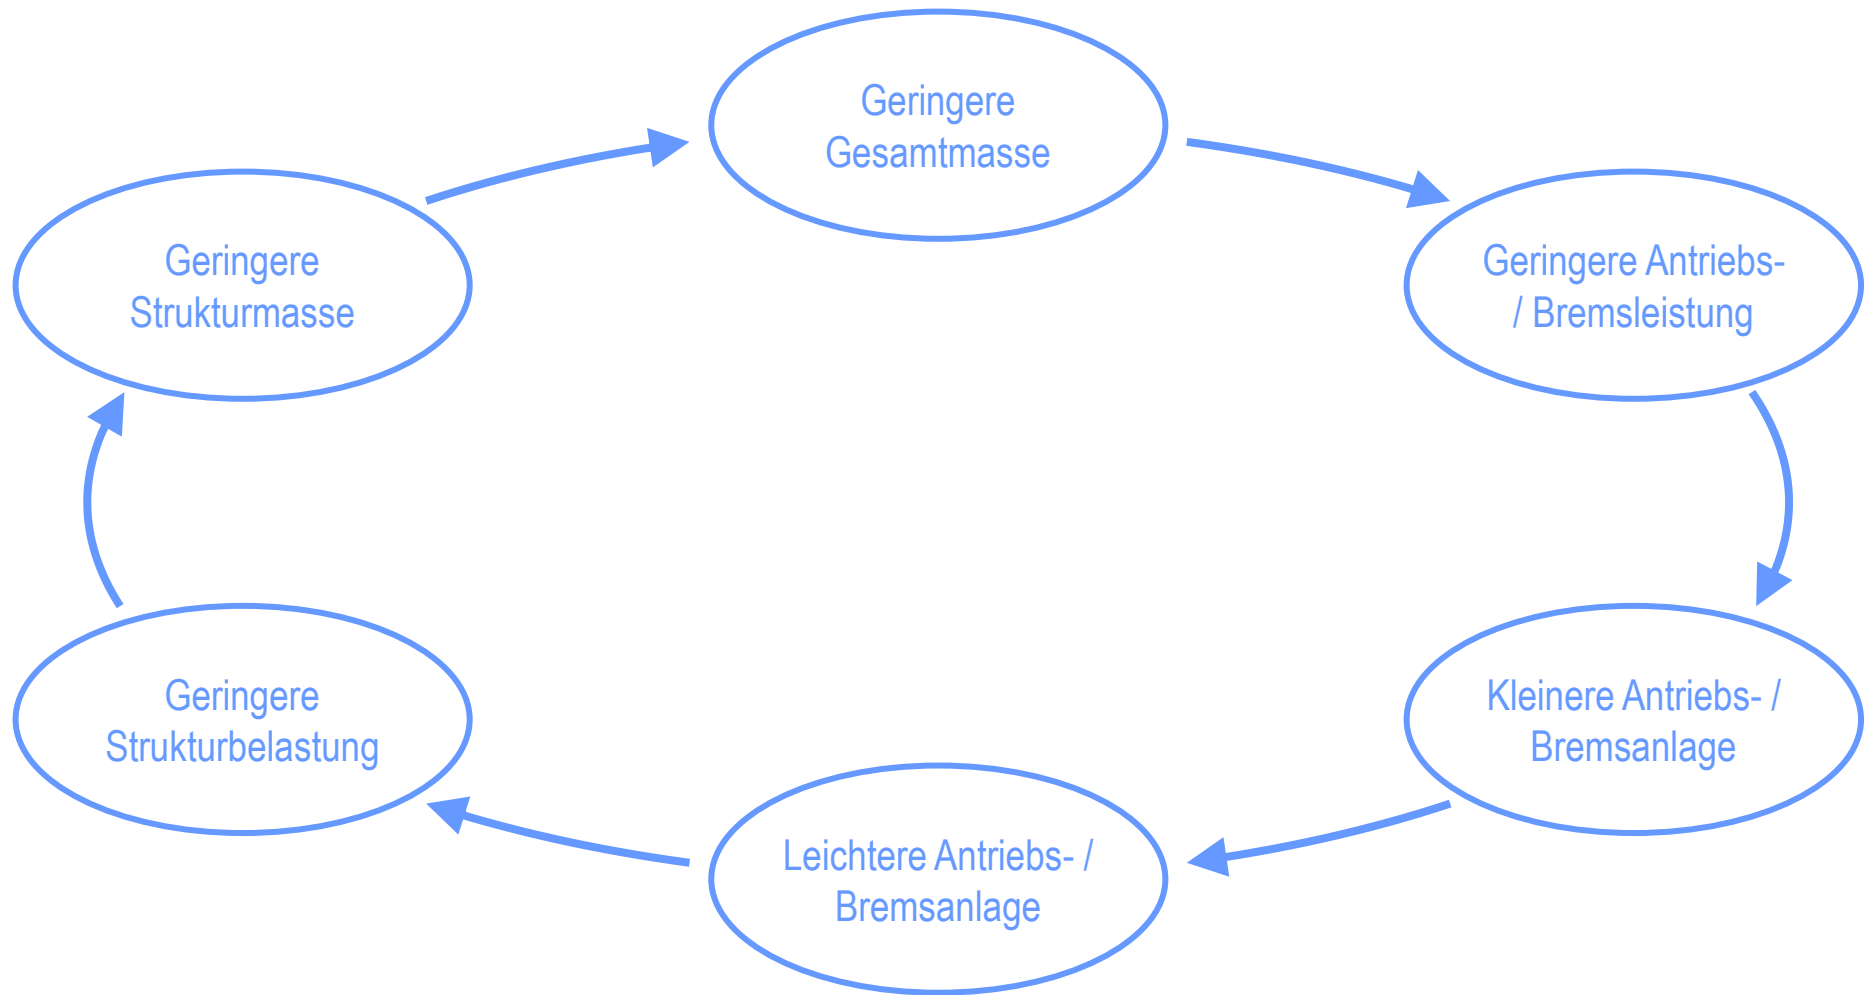 Geringere
Gesamtmasse
Geringere Antriebs-
/ Bremsleistung
Kleinere Antriebs- /
Bremsanlage
Leichtere Antriebs- /
Bremsanlage
Geringere
Strukturbelastung
Geringere
Strukturmasse